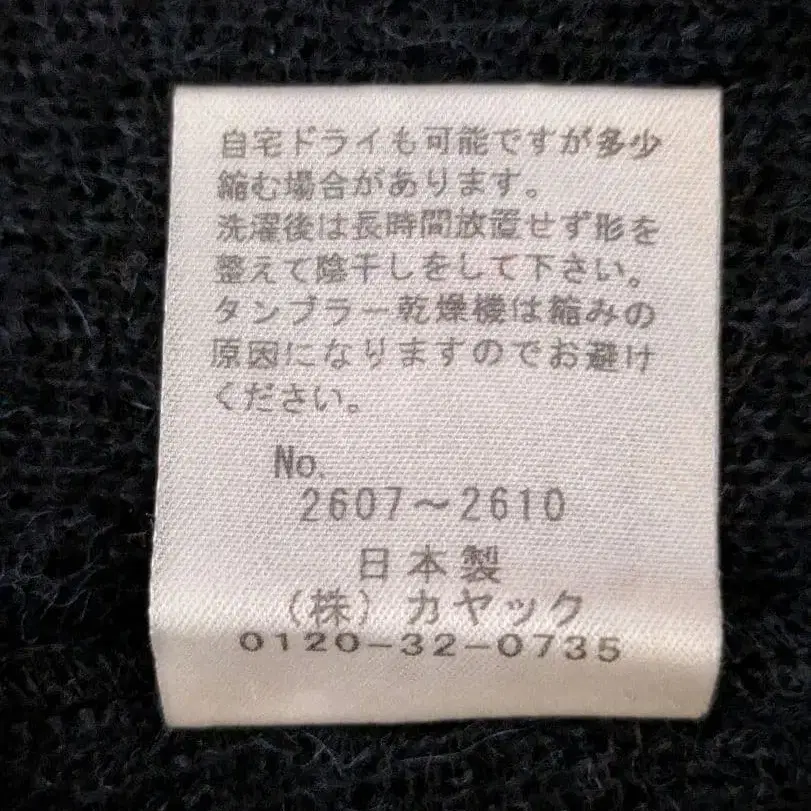 自宅ドライも可能ですが多少
縮む場合があります。
洗濯後は長時間放置せず形を
整えて陰干しをして下さい。
タンブラー乾燥機は縮みの
原因になりますのでお避け
ください。
No.
2607～2610
日本製
（株）カヤック
0120-32-0735